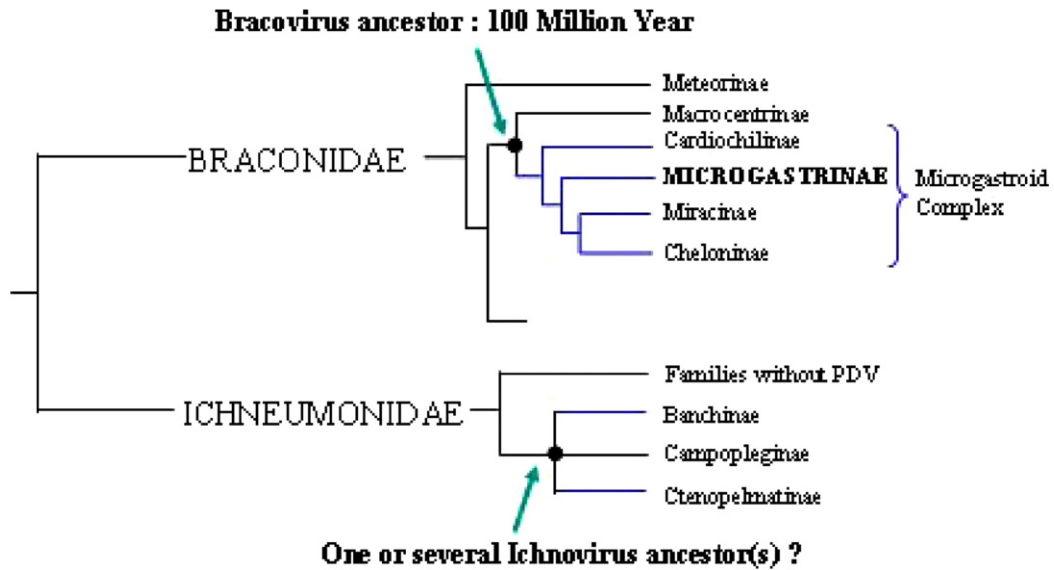 Bracovirus ancestor : 100 Million Year
Meteorinae
Macrocentrinae
Cardiochilinae
BRACONIDAE
MICROGASTRINAE
Microgastroid
Complex
Miracinae
Cheloninae
Families without PDV
Banchinae
ICHNEUMONIDAE
Campopleginae
Ctenopelmatinae
One or several Ichnovirus ancestor(s) ?